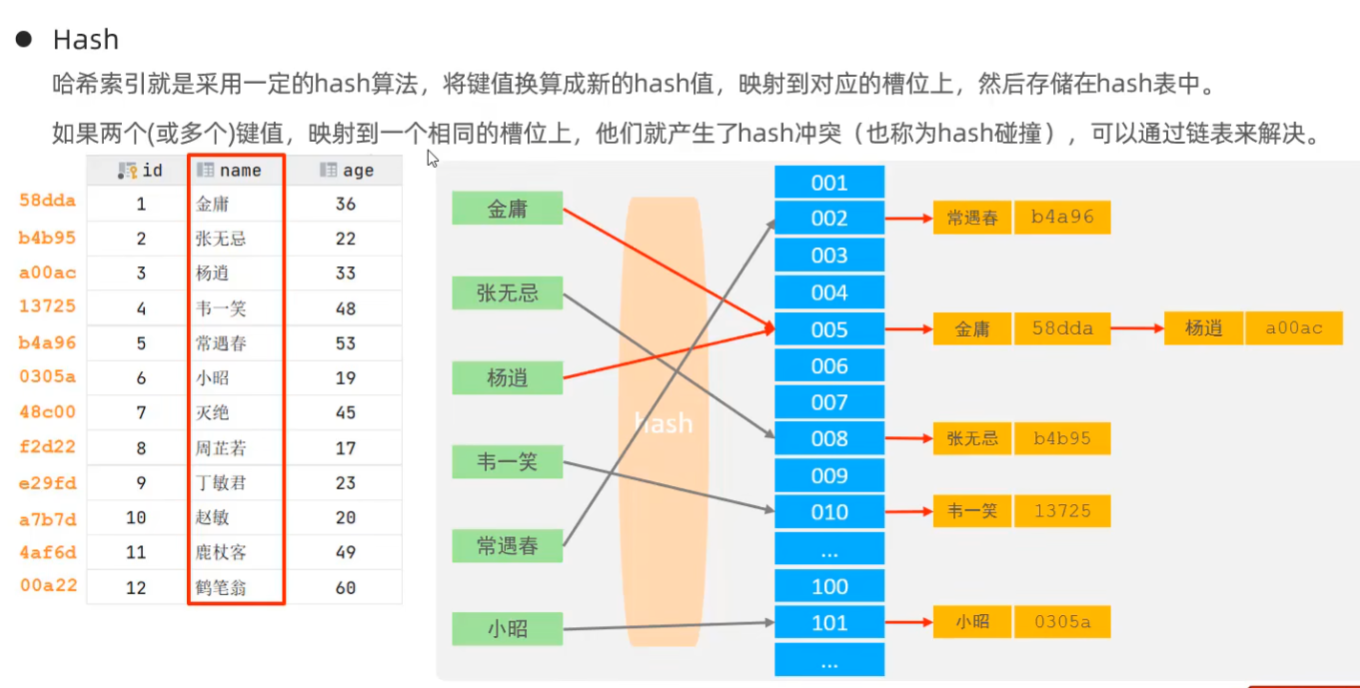 Hash
哈希索引就是采用一定的hash算法，将键值换算成新的hash值，映射到对应的槽位上，然后存储在hash表中。
如果两个(或多个)键值，映射到一个相同的槽位上，他们就产生了hash冲突（也称为hash碰撞），可以通过链表来解决。
id name age
58dda 1 金庸 36
b4b95 2 张无忌 22
a00ac 3 杨逍 33
13725 4 韦一笑 48
b4a96 5 常遇春 53
0305a 6 小昭 19
48c00 7 灭绝 45
f2d22 8 周芷若 17
e29fd 9 丁敏君 23
a7b7d 10 赵敏 20
4af6d 11 鹿杖客 49
00a22 12 鹤笔翁 60
金庸
张无忌
杨逍
韦一笑
常遇春
小昭
hash
001
002 常遇春 b4a96
003
004
005 金庸 58dda 杨逍 a00ac
006
007
008 张无忌 b4b95
009
010 韦一笑 13725
...
100
101 小昭 0305a
...